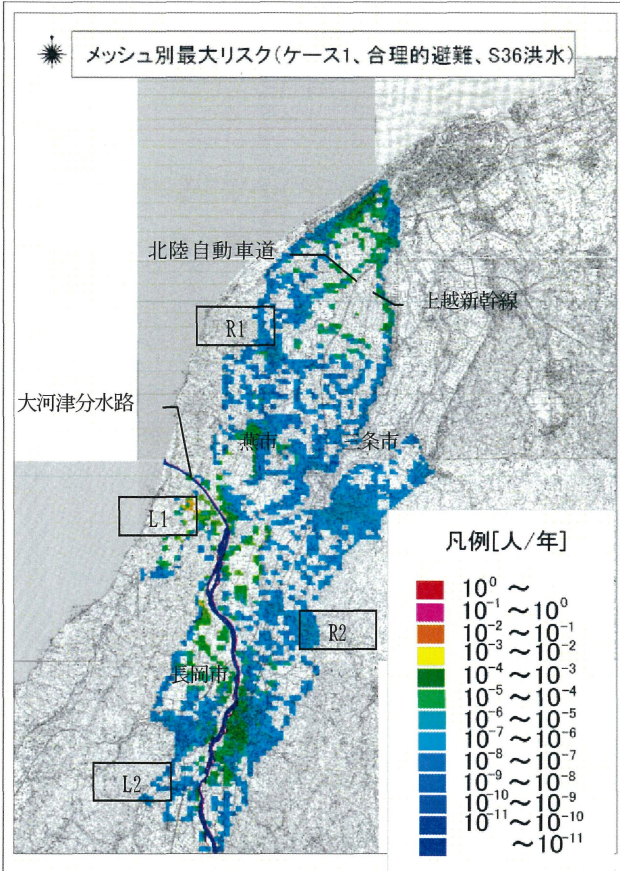 メッシュ別最大リスク(ケース1、合理的避難、S36洪水)
北陸自動車道
上越新幹線
R1
大河津分水路
燕市
三条市
L1
R2
長岡市
L2
凡例[人/年]
10⁰ ~
10⁻¹ ~ 10⁰
10⁻² ~ 10⁻¹
10⁻³ ~ 10⁻²
10⁻⁴ ~ 10⁻³
10⁻⁵ ~ 10⁻⁴
10⁻⁶ ~ 10⁻⁵
10⁻⁷ ~ 10⁻⁶
10⁻⁸ ~ 10⁻⁷
10⁻⁹ ~ 10⁻⁸
10⁻¹⁰ ~ 10⁻⁹
10⁻¹¹ ~ 10⁻¹⁰
~ 10⁻¹¹